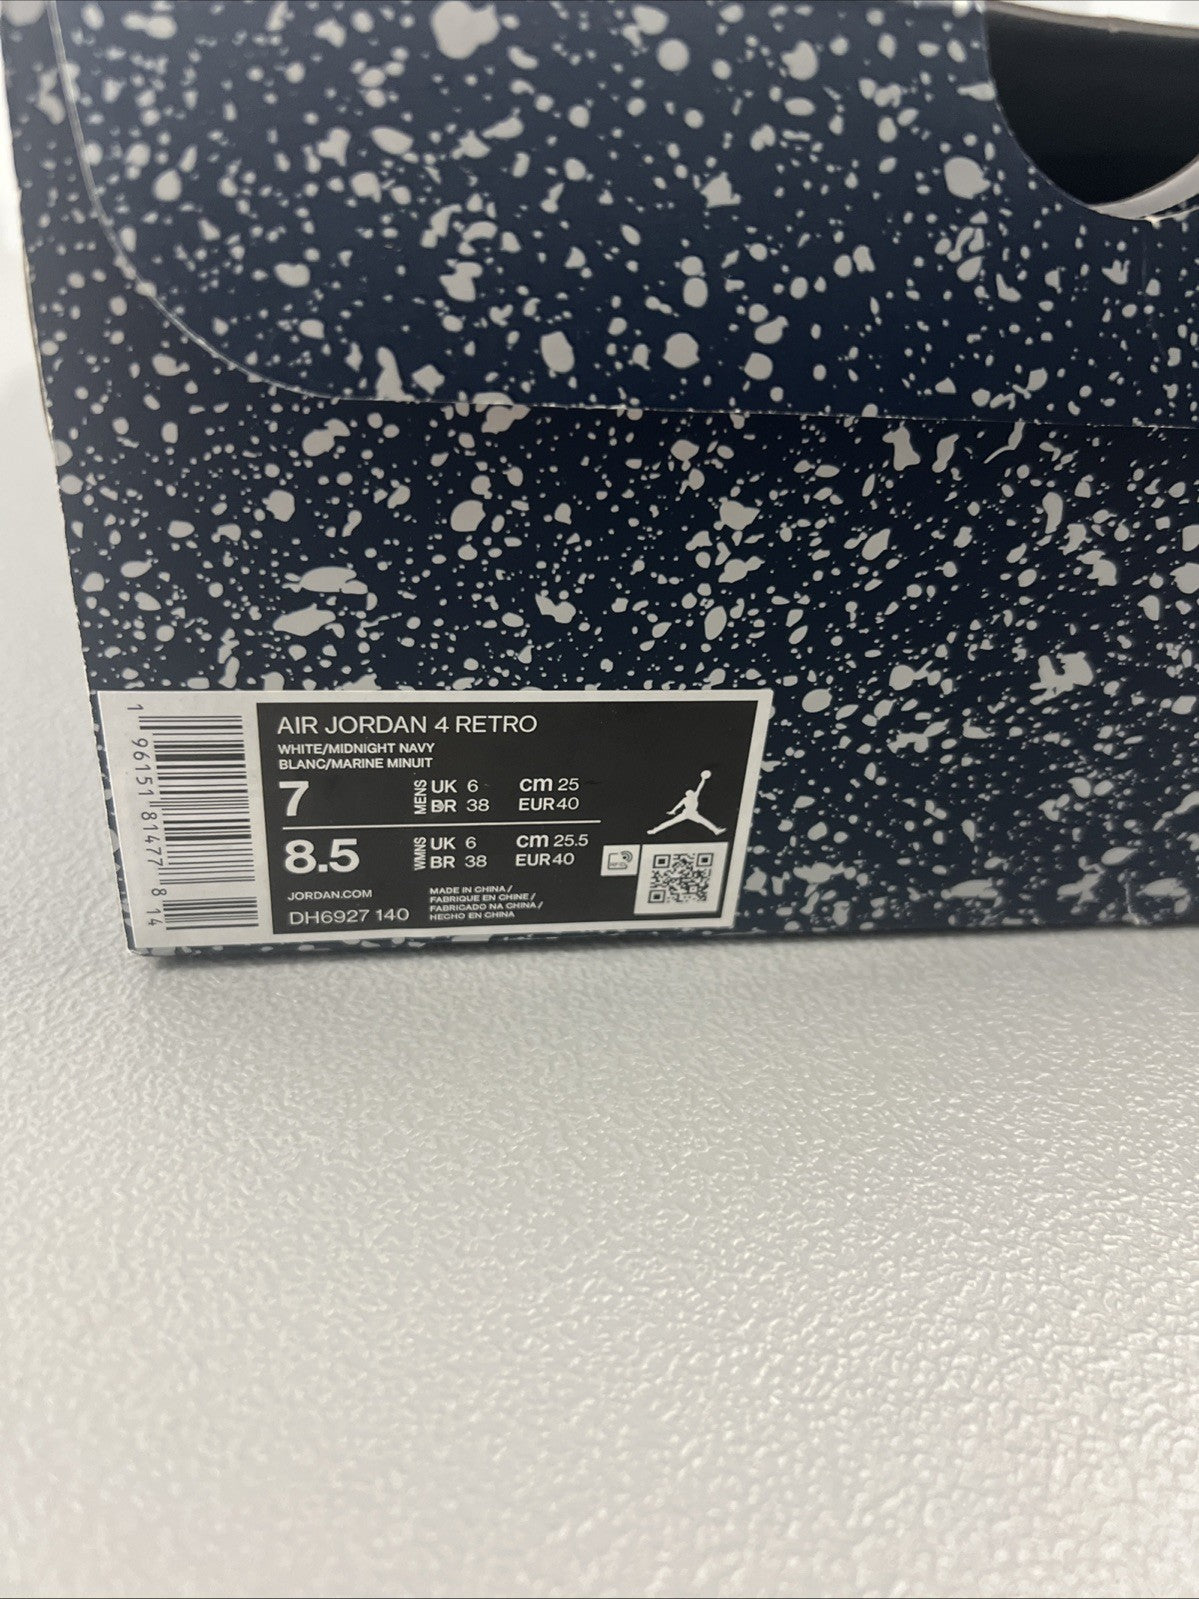 AIR JORDAN 4 RETRO
WHITE/MIDNIGHT NAVY
BLANC/MARINE MINUIT
7 MENS UK 6 cm 25
BR 38 EUR 40
8.5 WMNS UK 6 cm 25.5
BR 38 EUR 40
JORDAN.COM
DH6927 140
MADE IN CHINA /
FABRIQUE EN CHINE /
FABRICADO NA CHINA /
HECHO EN CHINA
RFID
1 96151 81477 8 14